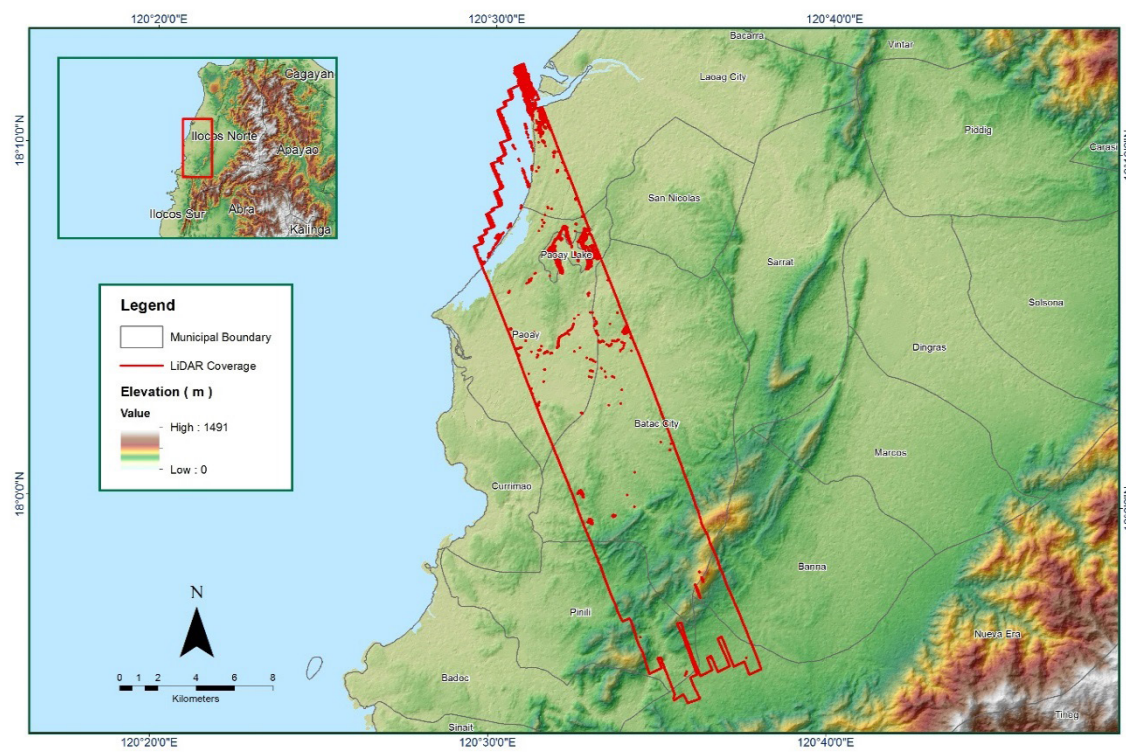 120°20'0"E
120°30'0"E
120°40'0"E
Bacarra
Vintar
Laoag City
Cagayan
Piddig
18°10'0"N
Ilocos Norte
Apayao
Carasi
San Nicolas
Ilocos Sur
Abra
Kalinga
Paoay Lake
Sarrat
Solsona
Legend
Municipal Boundary
LiDAR Coverage
Elevation ( m )
Value
High : 1491
Low : 0
Paoay
Dingras
Batac City
Marcos
Currimao
18°0'0"N
Banna
N
Pinili
Nueva Era
0 1 2 4 6 8
Kilometers
Badoc
Tineg
Sinait
120°20'0"E
120°30'0"E
120°40'0"E